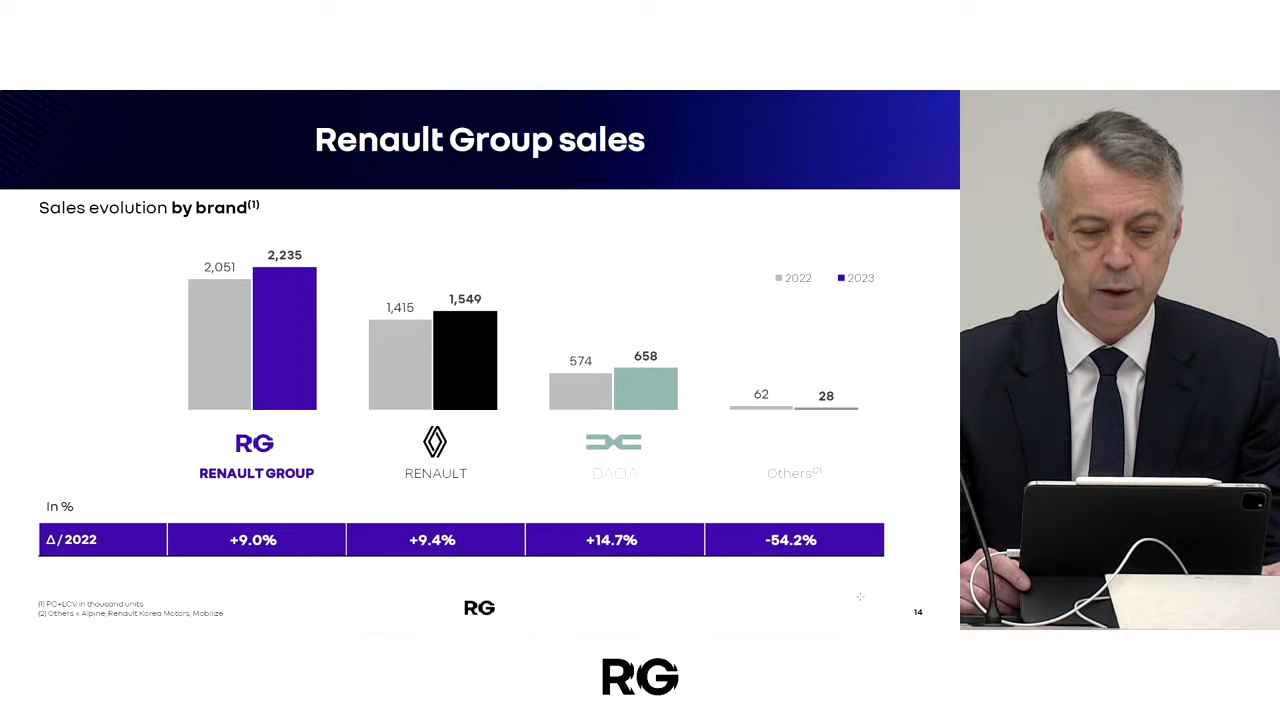 Renault Group sales
Sales evolution by brand(1)
2,051
2,235
1,415
1,549
574
658
62
28
2022
2023
RG
RENAULT GROUP
RENAULT
DACIA
Others(2)
In %
Δ / 2022
+9.0%
+9.4%
+14.7%
-54.2%
(1) PC+LCV in thousand units
(2) Others = Alpine, Renault Korea Motors, Mobilize
RG
14
RG